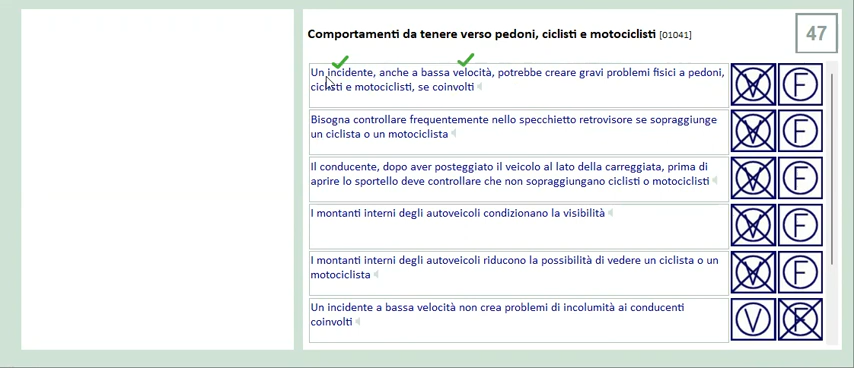 Comportamenti da tenere verso pedoni, ciclisti e motociclisti [01041]
47
Un incidente, anche a bassa velocità, potrebbe creare gravi problemi fisici a pedoni,
ciclisti e motociclisti, se coinvolti
V F
Bisogna controllare frequentemente nello specchietto retrovisore se sopraggiunge
un ciclista o un motociclista
V F
Il conducente, dopo aver posteggiato il veicolo al lato della carreggiata, prima di
aprire lo sportello deve controllare che non sopraggiungano ciclisti o motociclisti
V F
I montanti interni degli autoveicoli condizionano la visibilità
V F
I montanti interni degli autoveicoli riducono la possibilità di vedere un ciclista o un
motociclista
V F
Un incidente a bassa velocità non crea problemi di incolumità ai conducenti
coinvolti
V F